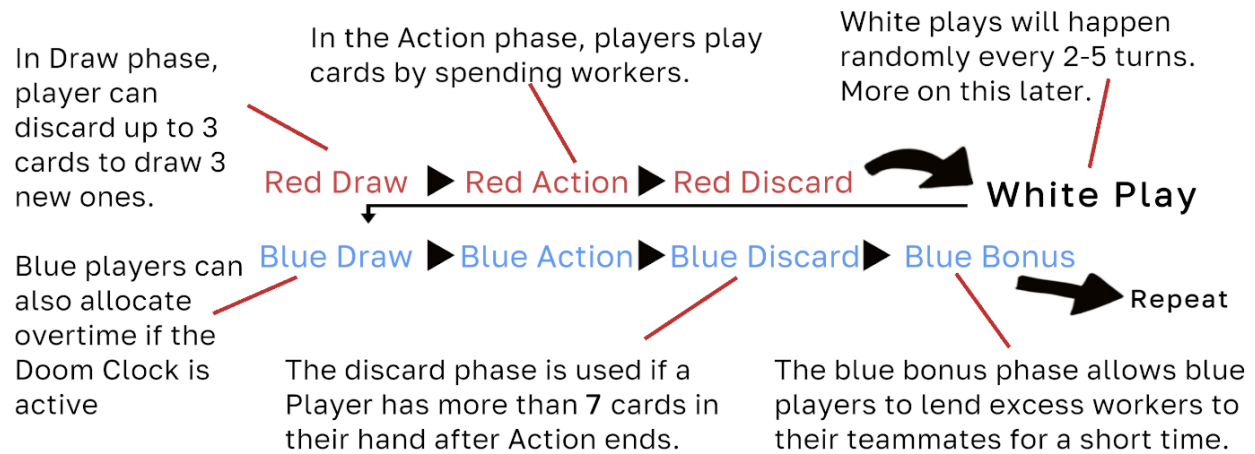 In Draw phase,
player can
discard up to 3
cards to draw 3
new ones.
In the Action phase, players play
cards by spending workers.
White plays will happen
randomly every 2-5 turns.
More on this later.
Red Draw Red Action Red Discard
White Play
Blue Draw Blue Action Blue Discard Blue Bonus
Repeat
Blue players can
also allocate
overtime if the
Doom Clock is
active
The discard phase is used if a
Player has more than 7 cards in
their hand after Action ends.
The blue bonus phase allows blue
players to lend excess workers to
their teammates for a short time.